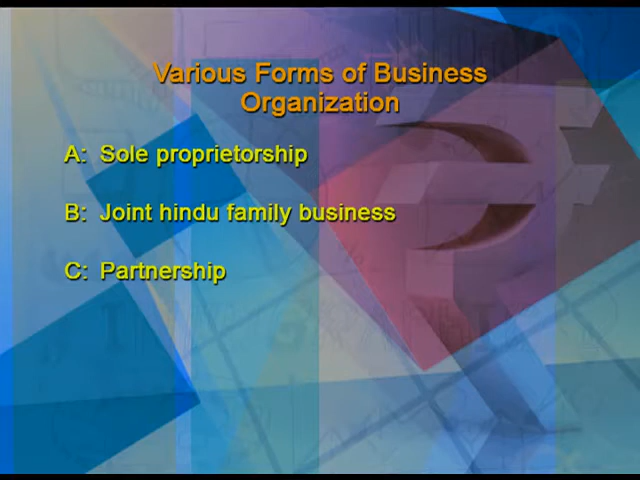 Various Forms of Business
Organization
A: Sole proprietorship
B: Joint hindu family business
C: Partnership